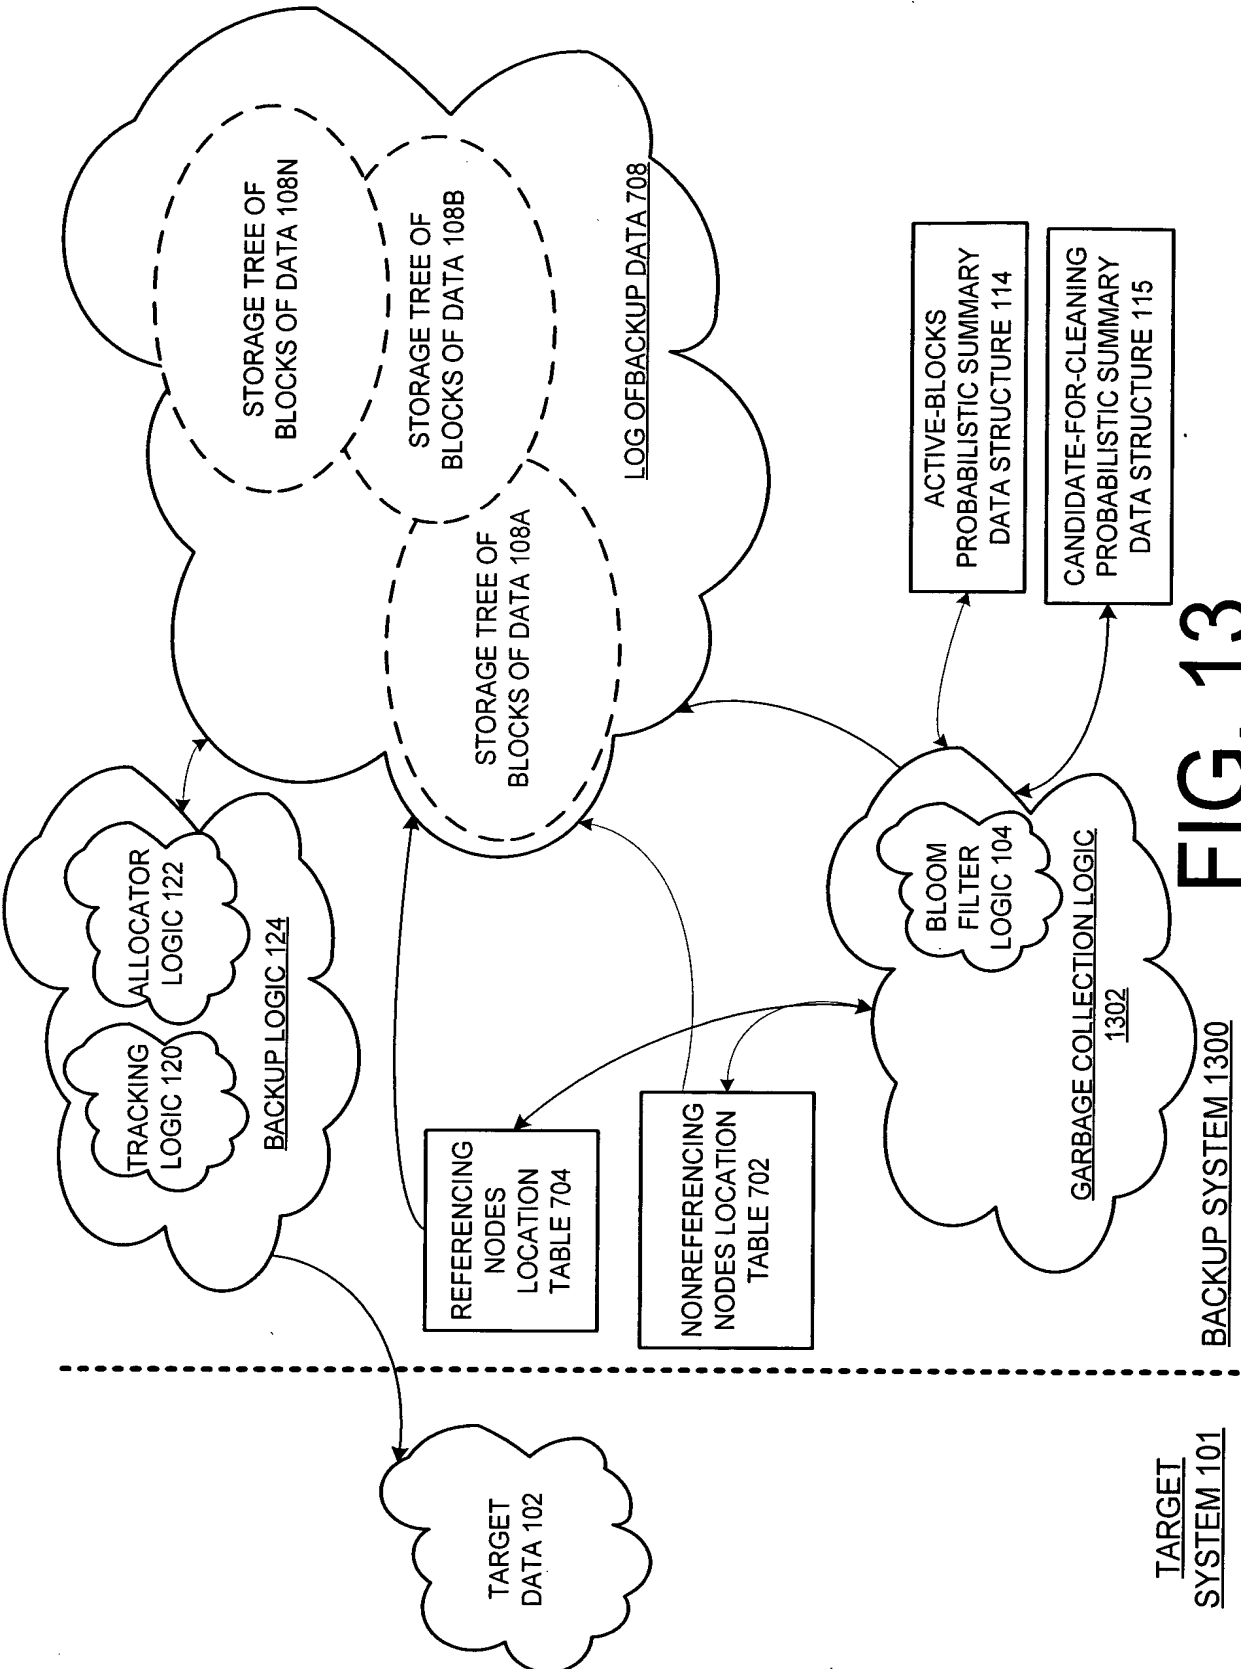 TARGET
DATA 102
TARGET
SYSTEM 101
TRACKING
LOGIC 120
ALLOCATOR
LOGIC 122
BACKUP LOGIC 124
REFERENCING
NODES
LOCATION
TABLE 704
NONREFERENCING
NODES LOCATION
TABLE 702
STORAGE TREE OF
BLOCKS OF DATA 108N
STORAGE TREE OF
BLOCKS OF DATA 108B
STORAGE TREE OF
BLOCKS OF DATA 108A
LOG OFBACKUP DATA 708
BLOOM
FILTER
LOGIC 104
GARBAGE COLLECTION LOGIC
1302
ACTIVE-BLOCKS
PROBABILISTIC SUMMARY
DATA STRUCTURE 114
CANDIDATE-FOR-CLEANING
PROBABILISTIC SUMMARY
DATA STRUCTURE 115
BACKUP SYSTEM 1300
FIG. 13